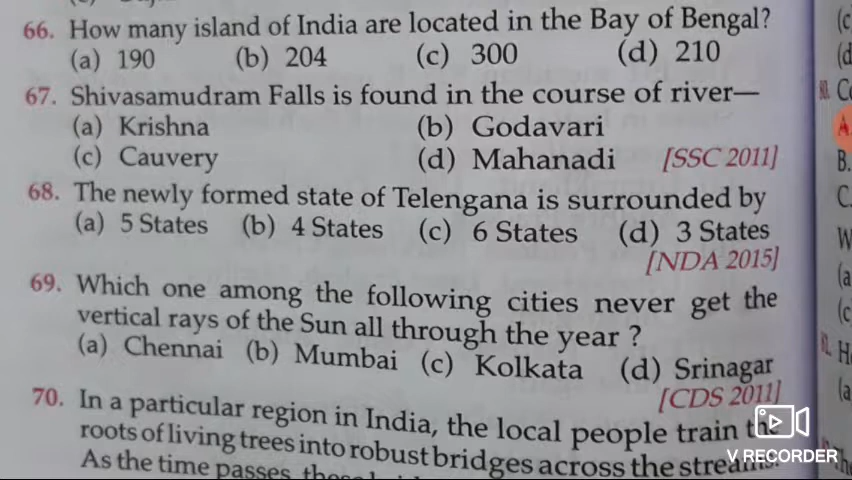 66. How many island of India are located in the Bay of Bengal?
(a) 190 (b) 204 (c) 300 (d) 210
67. Shivasamudram Falls is found in the course of river—
(a) Krishna (b) Godavari
(c) Cauvery (d) Mahanadi [SSC 2011]
68. The newly formed state of Telengana is surrounded by
(a) 5 States (b) 4 States (c) 6 States (d) 3 States
[NDA 2015]
69. Which one among the following cities never get the
vertical rays of the Sun all through the year ?
(a) Chennai (b) Mumbai (c) Kolkata (d) Srinagar
[CDS 2011]
70. In a particular region in India, the local people train the
roots of living trees into robust bridges across the streams.
As the time passes,
V RECORDER
A.
B.
C.